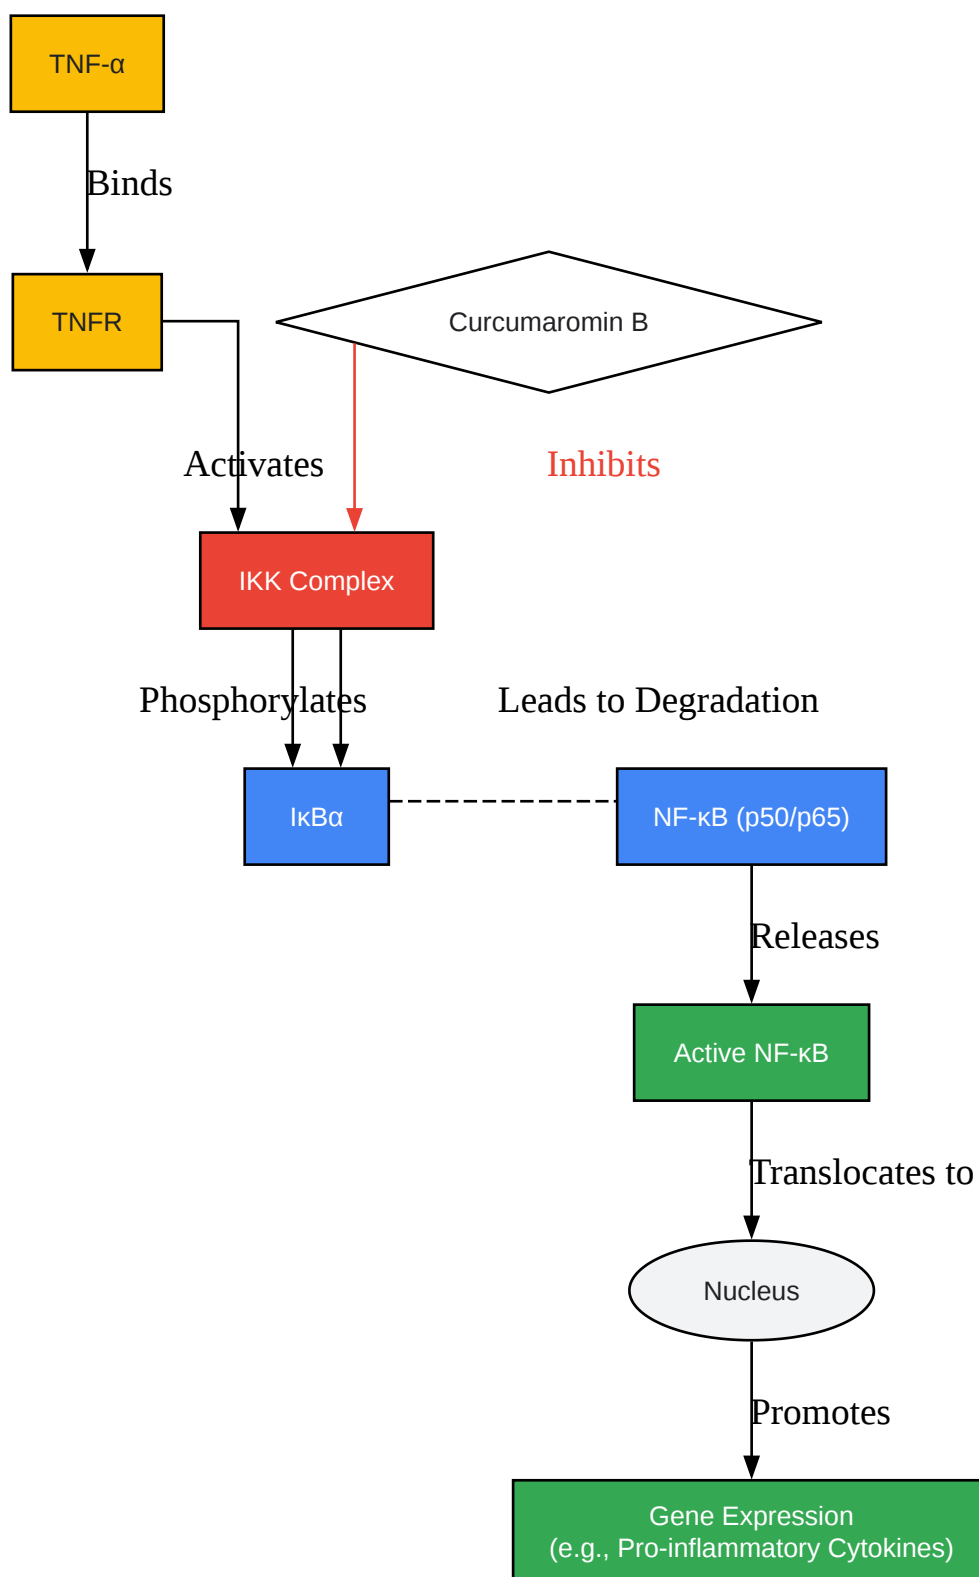 TNF-α
Binds
TNFR
Curcumaromin B
Activates
Inhibits
IKK Complex
Phosphorylates
Leads to Degradation
IκBα
NF-κB (p50/p65)
Releases
Active NF-κB
Translocates to
Nucleus
Promotes
Gene Expression
(e.g., Pro-inflammatory Cytokines)